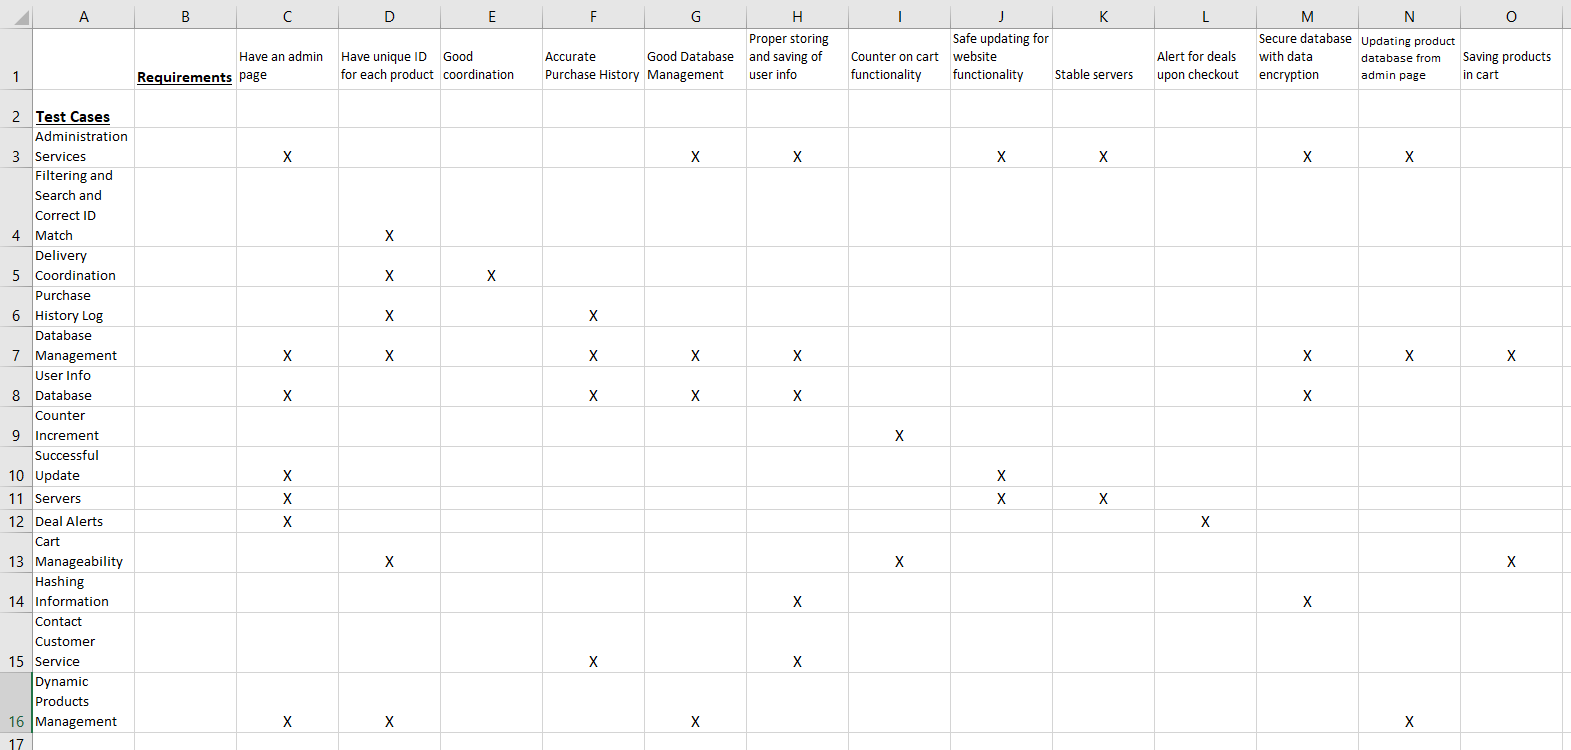 A B C D E F G H I J K L M N O
1 Requirements Have an admin page Have unique ID for each product Good coordination Accurate Purchase History Good Database Management Proper storing and saving of user info Counter on cart functionality Safe updating for website functionality Stable servers Alert for deals upon checkout Secure database with data encryption Updating product database from admin page Saving products in cart
2 Test Cases
3 Administration Services X X X X X X X
4 Filtering and Search and Correct ID Match X
5 Delivery Coordination X X
6 Purchase History Log X X
7 Database Management X X X X X X X X
8 User Info Database X X X X X
9 Counter Increment X
10 Successful Update X X
11 Servers X X X
12 Deal Alerts X X
13 Cart Manageability X X X
14 Hashing Information X X
15 Contact Customer Service X X
16 Dynamic Products Management X X X X
17